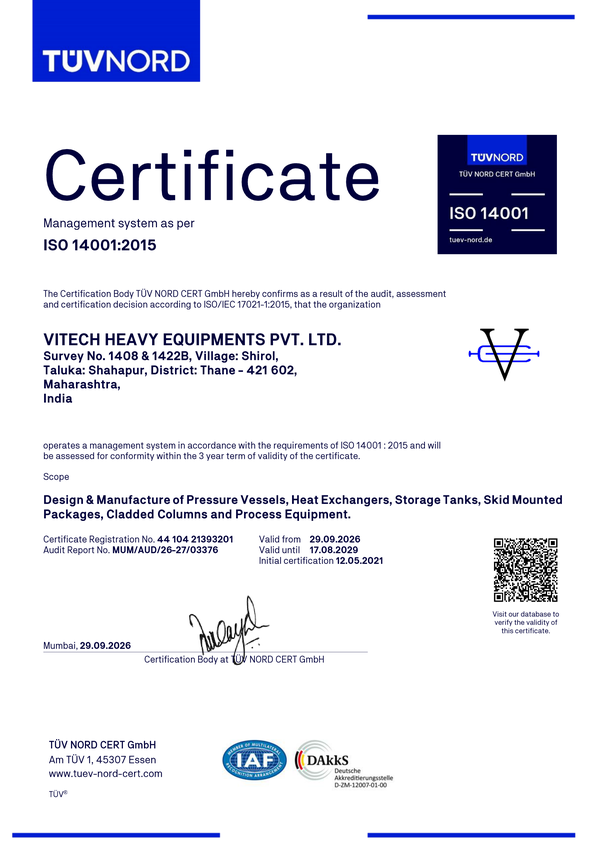 TÜVNORD
Certificate
Management system as per
ISO 14001:2015
TÜVNORD
TÜV NORD CERT GmbH
ISO 14001
tuev-nord.de
The Certification Body TÜV NORD CERT GmbH hereby confirms as a result of the audit, assessment
and certification decision according to ISO/IEC 17021-1:2015, that the organization
VITECH HEAVY EQUIPMENTS PVT. LTD.
Survey No. 1408 & 1422B, Village: Shirol,
Taluka: Shahapur, District: Thane - 421 602,
Maharashtra,
India
operates a management system in accordance with the requirements of ISO 14001 : 2015 and will
be assessed for conformity within the 3 year term of validity of the certificate.
Scope
Design & Manufacture of Pressure Vessels, Heat Exchangers, Storage Tanks, Skid Mounted
Packages, Cladded Columns and Process Equipment.
Certificate Registration No. 44 104 21393201
Audit Report No. MUM/AUD/26-27/03376
Valid from 29.09.2026
Valid until 17.08.2029
Initial certification 12.05.2021
Visit our database to
verify the validity of
this certificate.
Mumbai, 29.09.2026
Certification Body at TÜV NORD CERT GmbH
TÜV NORD CERT GmbH
Am TÜV 1, 45307 Essen
www.tuev-nord-cert.com
TÜV®
MEMBER OF MULTILATERAL
IAF
RECOGNITION ARRANGEMENT
DAkkS
Deutsche
Akkreditierungsstelle
D-ZM-12007-01-00